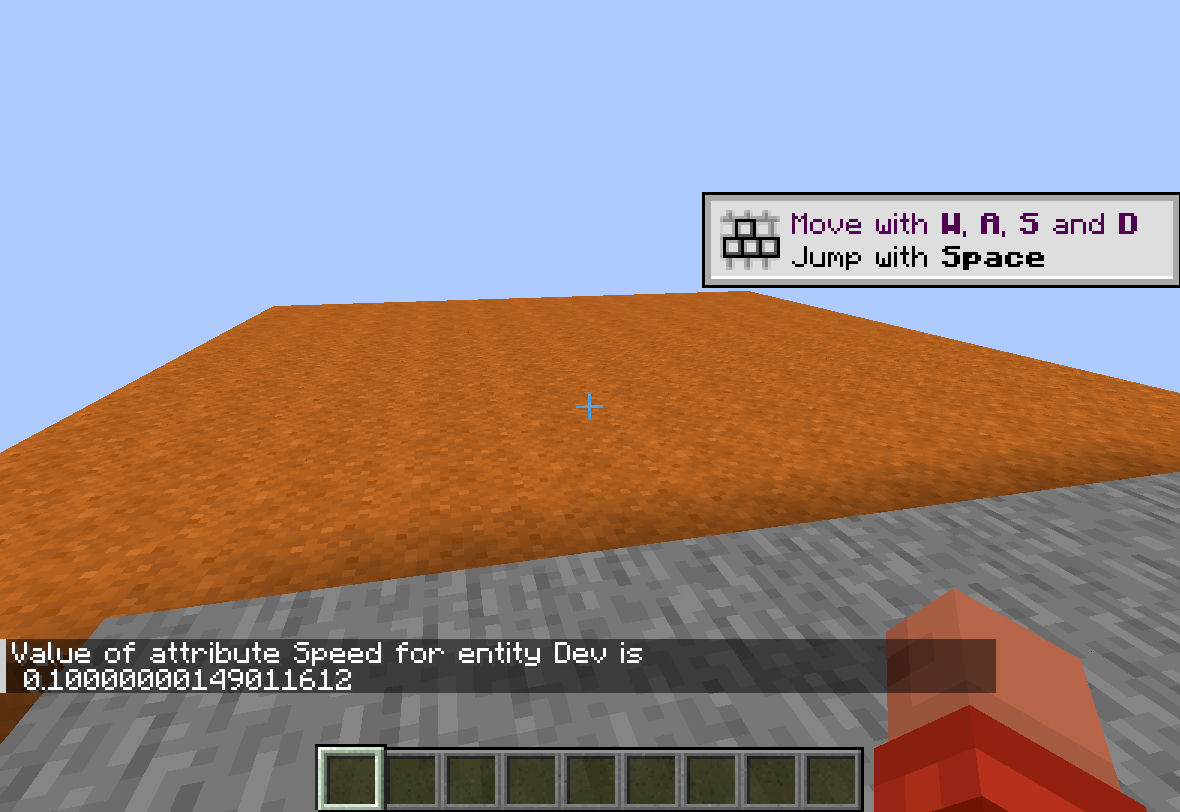 Move with W, A, S and D
Jump with Space
Value of attribute Speed for entity Dev is
0.10000000149011612